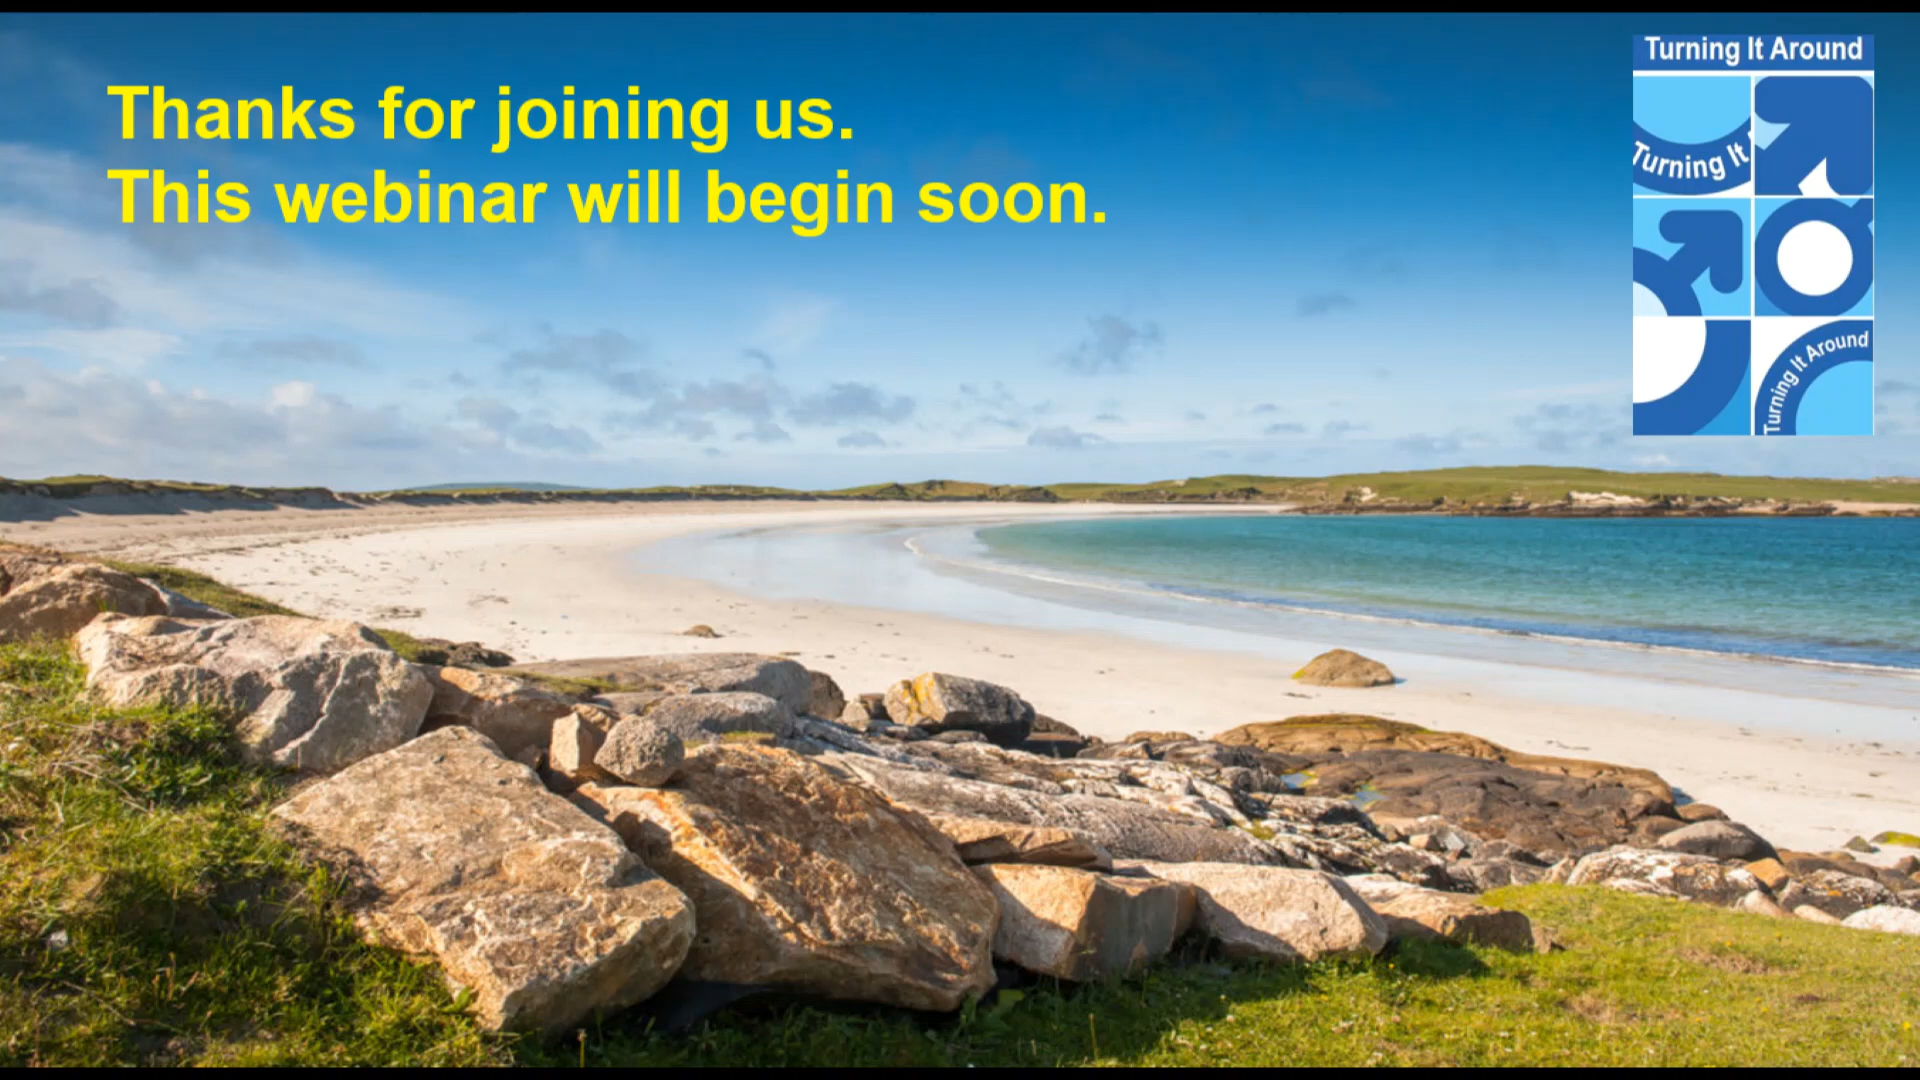 Thanks for joining us.
This webinar will begin soon.
Turning It Around
Turning It
Turning It Around